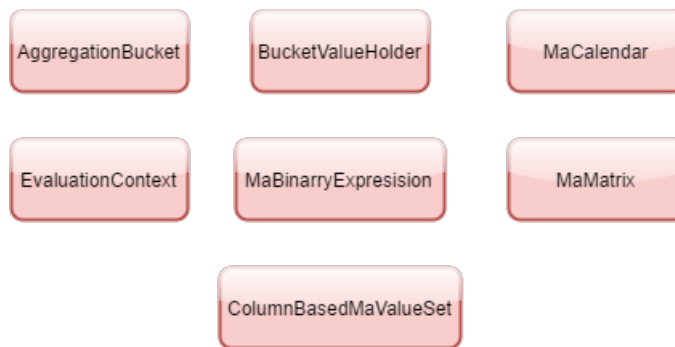 AggregationBucket
BucketValueHolder
MaCalendar
EvaluationContext
MaBinarryExpresision
MaMatrix
ColumnBasedMaValueSet